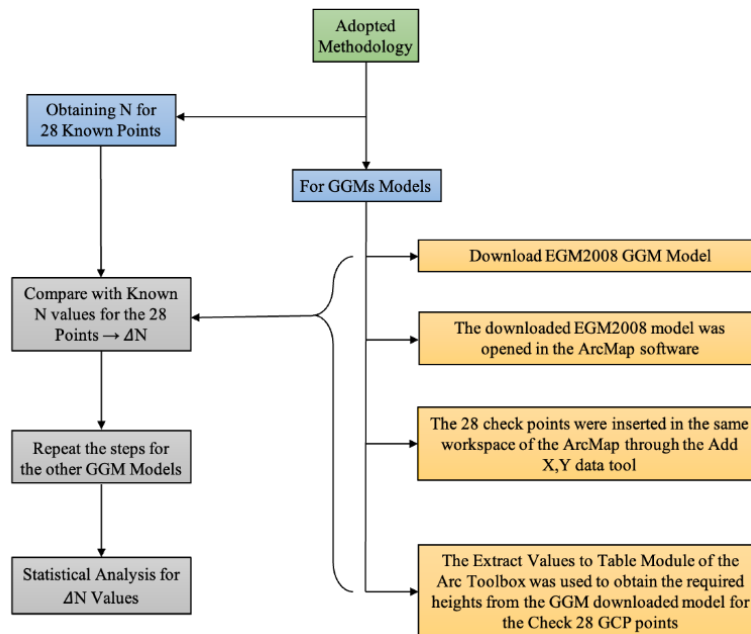 Adopted
Methodology
Obtaining N for
28 Known Points
For GGMs Models
Download EGM2008 GGM Model
Compare with Known
N values for the 28
Points → ΔN
The downloaded EGM2008 model was
opened in the ArcMap software
The 28 check points were inserted in the same
workspace of the ArcMap through the Add
X,Y data tool
Repeat the steps for
the other GGM Models
The Extract Values to Table Module of the
Arc Toolbox was used to obtain the required
heights from the GGM downloaded model for
the Check 28 GCP points
Statistical Analysis for
ΔN Values